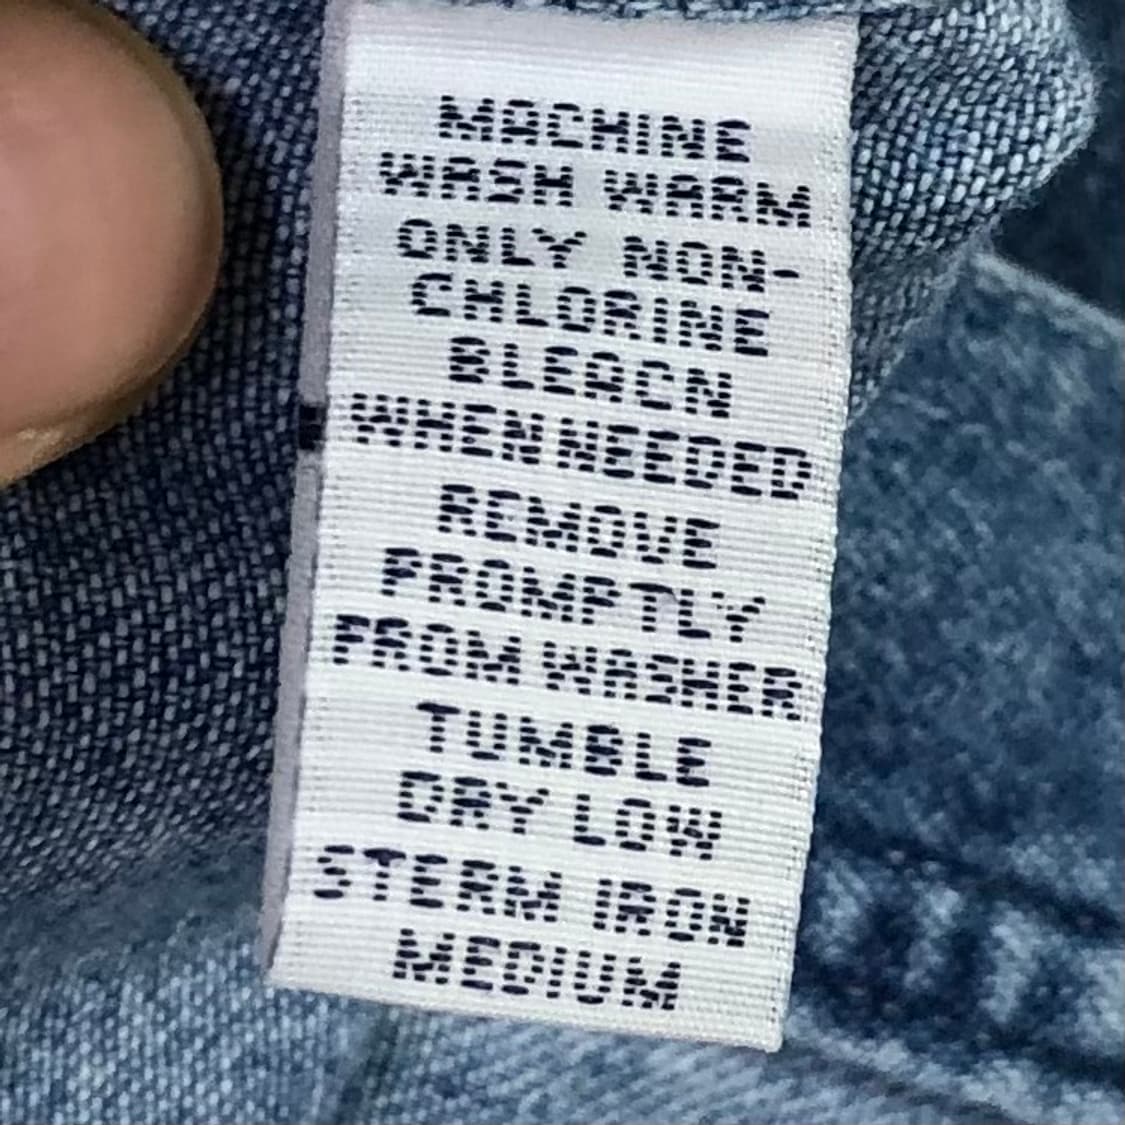 MACHINE
WASH WARM
ONLY NON-
CHLORINE
BLEACN
WHEN NEEDED
REMOVE
PROMPTLY
FROM WASHER
TUMBLE
DRY LOW
STERM IRON
MEDIUM